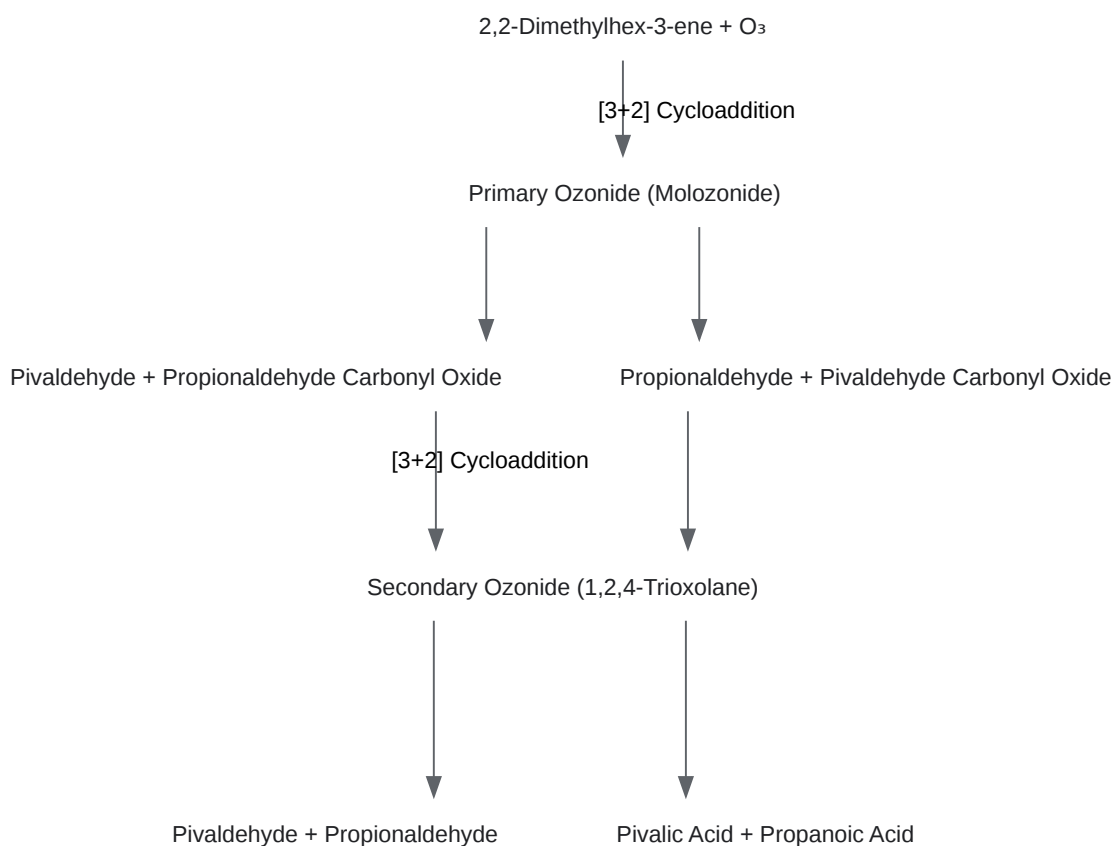 2,2-Dimethylhex-3-ene + O₃
[3+2] Cycloaddition
Primary Ozonide (Molozonide)
Pivaldehyde + Propionaldehyde Carbonyl Oxide
Propionaldehyde + Pivaldehyde Carbonyl Oxide
[3+2] Cycloaddition
Secondary Ozonide (1,2,4-Trioxolane)
Pivaldehyde + Propionaldehyde
Pivalic Acid + Propanoic Acid